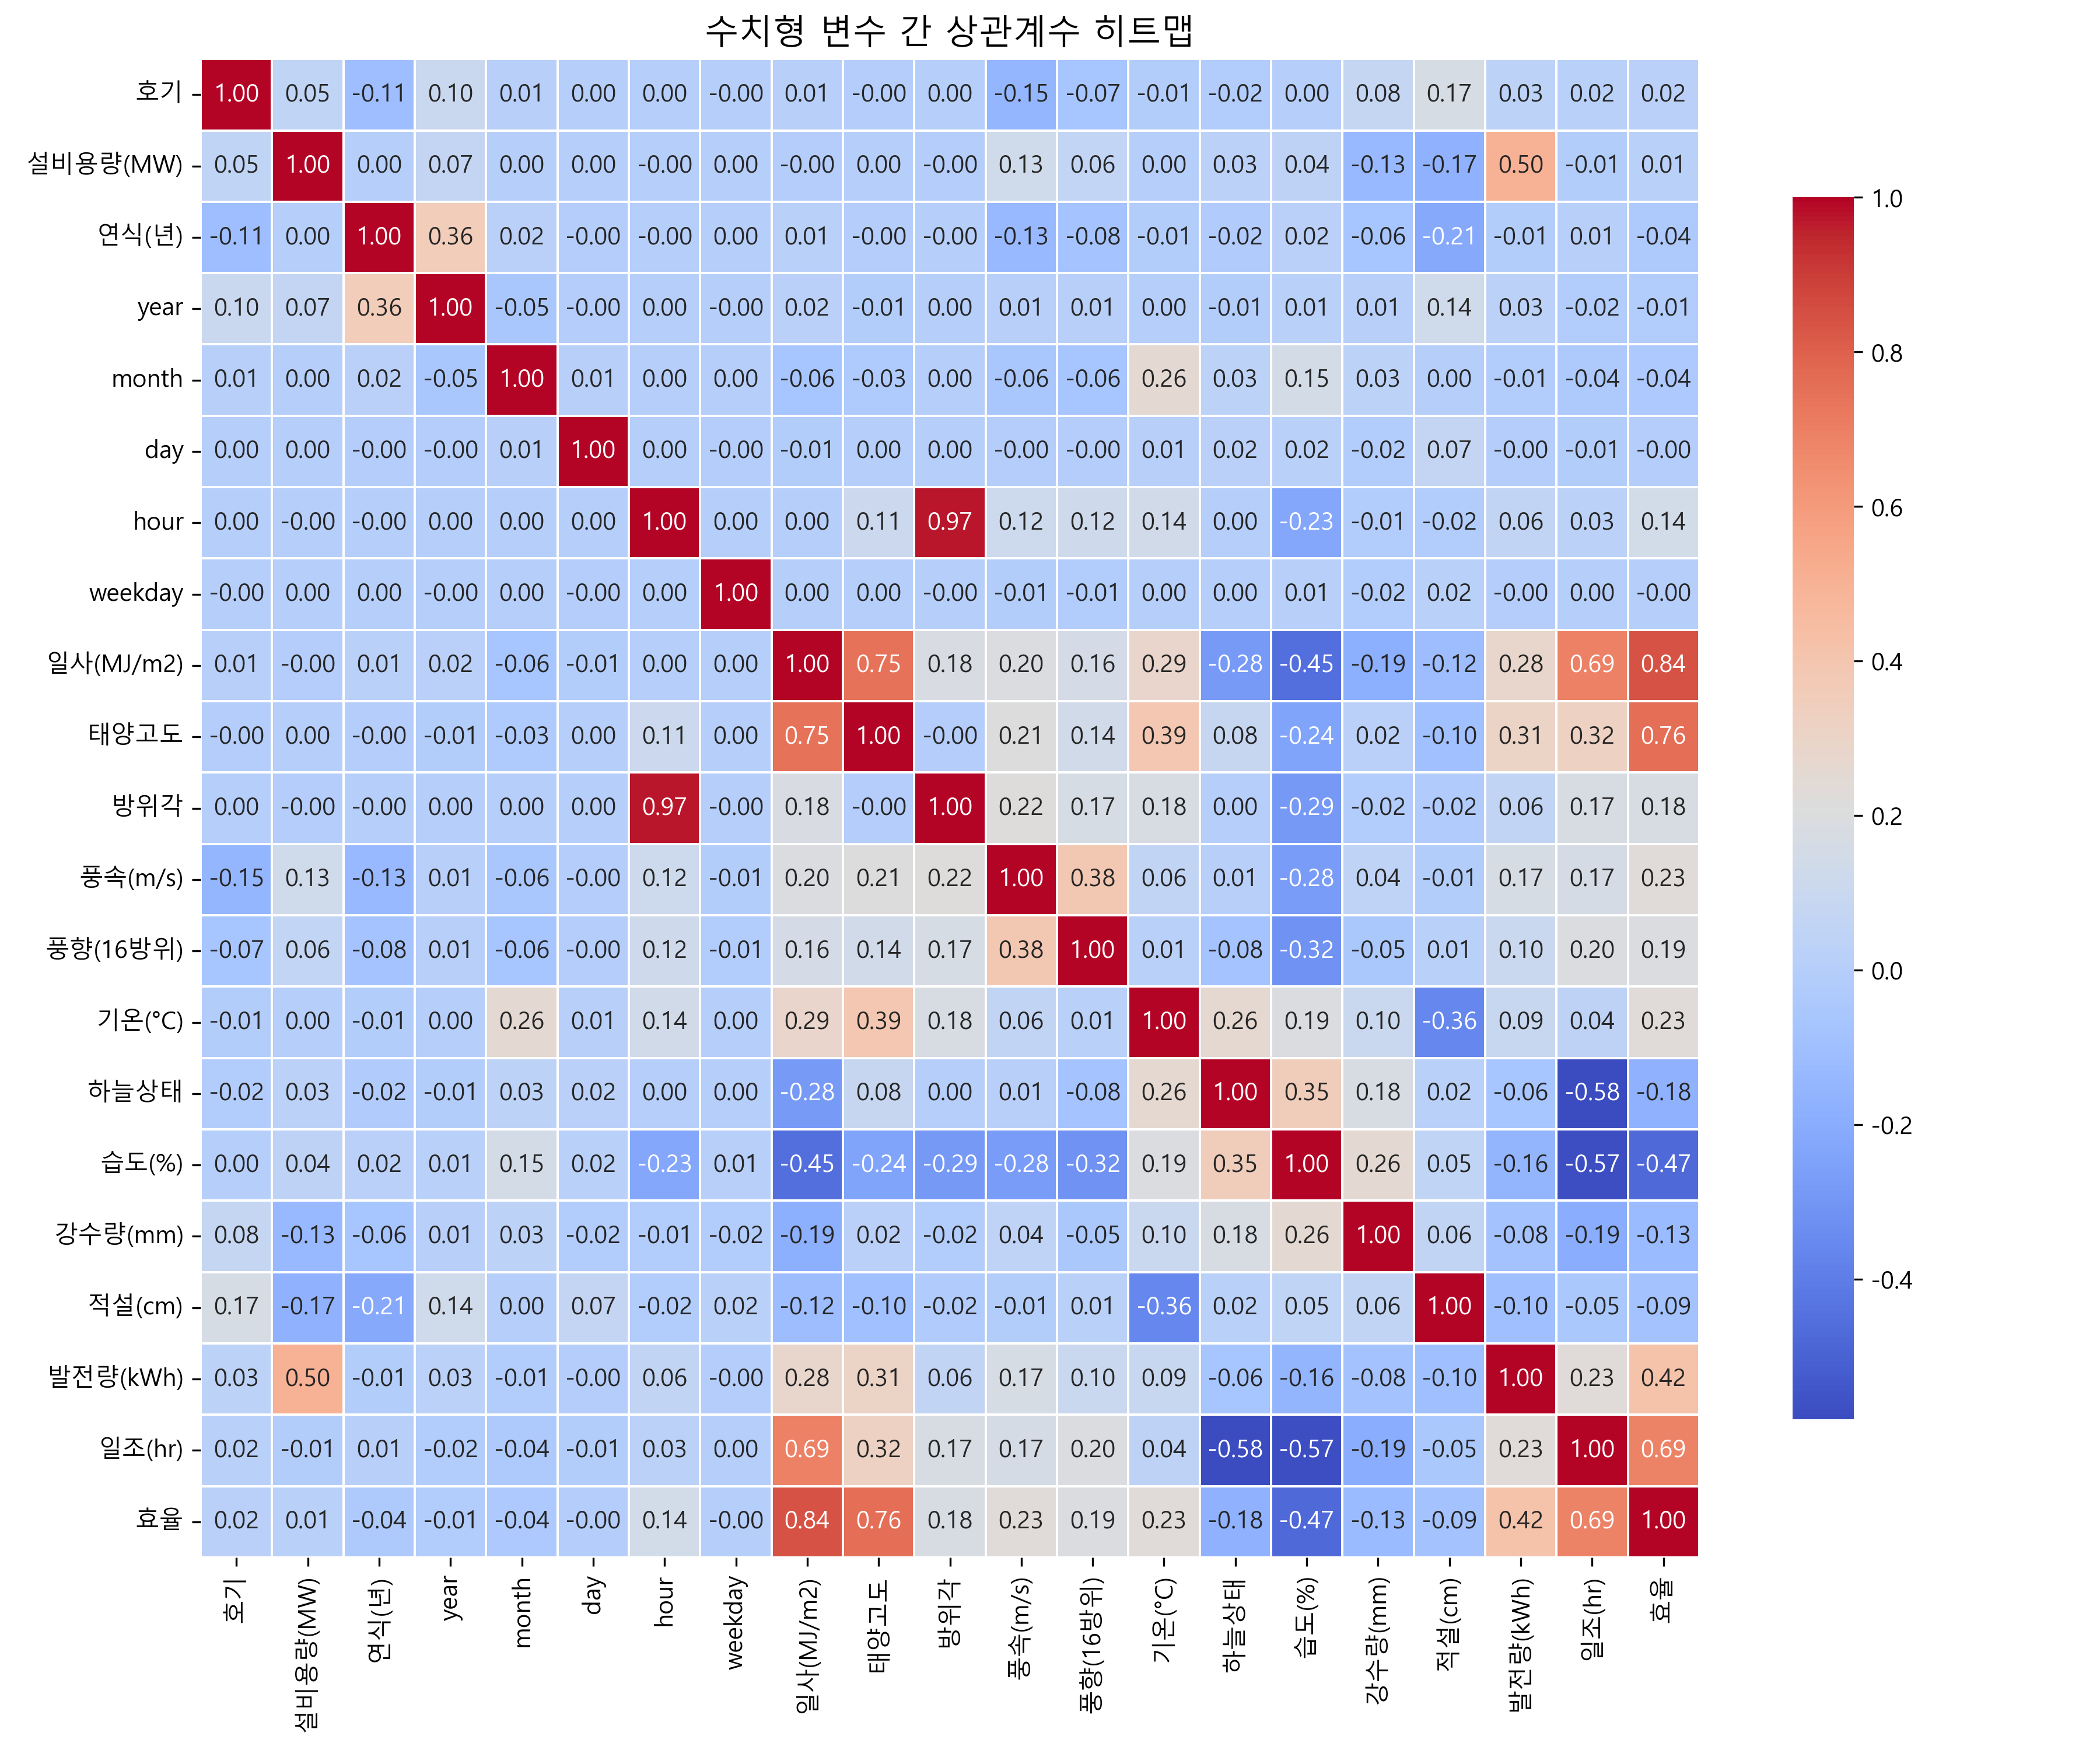 수치형 변수 간 상관계수 히트맵
호기 1.00 0.05 -0.11 0.10 0.01 0.00 0.00 -0.00 0.01 -0.00 0.00 -0.15 -0.07 -0.01 -0.02 0.00 0.08 0.17 0.03 0.02 0.02
설비용량(MW) 0.05 1.00 0.00 0.07 0.00 0.00 -0.00 0.00 -0.00 0.00 -0.00 0.13 0.06 0.00 0.03 0.04 -0.13 -0.17 0.50 -0.01 0.01
연식(년) -0.11 0.00 1.00 0.36 0.02 -0.00 -0.00 0.00 0.01 -0.00 -0.00 -0.13 -0.08 -0.01 -0.02 0.02 -0.06 -0.21 -0.01 0.01 -0.04
year 0.10 0.07 0.36 1.00 -0.05 -0.00 0.00 -0.00 0.02 -0.01 0.00 0.01 0.01 0.00 -0.01 0.01 0.01 0.14 0.03 -0.02 -0.01
month 0.01 0.00 0.02 -0.05 1.00 0.01 0.00 0.00 -0.06 -0.03 0.00 -0.06 -0.06 0.26 0.03 0.15 0.03 0.00 -0.01 -0.04 -0.04
day 0.00 0.00 -0.00 -0.00 0.01 1.00 0.00 -0.00 -0.01 0.00 0.00 -0.00 -0.00 0.01 0.02 0.02 -0.02 0.07 -0.00 -0.01 -0.00
hour 0.00 -0.00 -0.00 0.00 0.00 0.00 1.00 0.00 0.00 0.11 0.97 0.12 0.12 0.14 0.00 -0.23 -0.01 -0.02 0.06 0.03 0.14
weekday -0.00 0.00 0.00 -0.00 0.00 -0.00 0.00 1.00 0.00 0.00 -0.00 -0.01 -0.01 0.00 0.00 0.01 -0.02 0.02 -0.00 0.00 -0.00
일사(MJ/m2) 0.01 -0.00 0.01 0.02 -0.06 -0.01 0.00 0.00 1.00 0.75 0.18 0.20 0.16 0.29 -0.28 -0.45 -0.19 -0.12 0.28 0.69 0.84
태양고도 -0.00 0.00 -0.00 -0.01 -0.03 0.00 0.11 0.00 0.75 1.00 -0.00 0.21 0.14 0.39 0.08 -0.24 0.02 -0.10 0.31 0.32 0.76
방위각 0.00 -0.00 -0.00 0.00 0.00 0.00 0.97 -0.00 0.18 -0.00 1.00 0.22 0.17 0.18 0.00 -0.29 -0.02 -0.02 0.06 0.17 0.18
풍속(m/s) -0.15 0.13 -0.13 0.01 -0.06 -0.00 0.12 -0.01 0.20 0.21 0.22 1.00 0.38 0.06 0.01 -0.28 0.04 -0.01 0.17 0.17 0.23
풍향(16방위) -0.07 0.06 -0.08 0.01 -0.06 -0.00 0.12 -0.01 0.16 0.14 0.17 0.38 1.00 0.01 -0.08 -0.32 -0.05 0.01 0.10 0.20 0.19
기온(°C) -0.01 0.00 -0.01 0.00 0.26 0.01 0.14 0.00 0.29 0.39 0.18 0.06 0.01 1.00 0.26 0.19 0.10 -0.36 0.09 0.04 0.23
하늘상태 -0.02 0.03 -0.02 -0.01 0.03 0.02 0.00 0.00 -0.28 0.08 0.00 0.01 -0.08 0.26 1.00 0.35 0.18 0.02 -0.06 -0.58 -0.18
습도(%) 0.00 0.04 0.02 0.01 0.15 0.02 -0.23 0.01 -0.45 -0.24 -0.29 -0.28 -0.32 0.19 0.35 1.00 0.26 0.05 -0.16 -0.57 -0.47
강수량(mm) 0.08 -0.13 -0.06 0.01 0.03 -0.02 -0.01 -0.02 -0.19 0.02 -0.02 0.04 -0.05 0.10 0.18 0.26 1.00 0.06 -0.08 -0.19 -0.13
적설(cm) 0.17 -0.17 -0.21 0.14 0.00 0.07 -0.02 0.02 -0.12 -0.10 -0.02 -0.01 0.01 -0.36 0.02 0.05 0.06 1.00 -0.10 -0.05 -0.09
발전량(kWh) 0.03 0.50 -0.01 0.03 -0.01 -0.00 0.06 -0.00 0.28 0.31 0.06 0.17 0.10 0.09 -0.06 -0.16 -0.08 -0.10 1.00 0.23 0.42
일조(hr) 0.02 -0.01 0.01 -0.02 -0.04 -0.01 0.03 0.00 0.69 0.32 0.17 0.17 0.20 0.04 -0.58 -0.57 -0.19 -0.05 0.23 1.00 0.69
효율 0.02 0.01 -0.04 -0.01 -0.04 -0.00 0.14 -0.00 0.84 0.76 0.18 0.23 0.19 0.23 -0.18 -0.47 -0.13 -0.09 0.42 0.69 1.00
호기 설비용량(MW) 연식(년) year month day hour weekday 일사(MJ/m2) 태양고도 방위각 풍속(m/s) 풍향(16방위) 기온(°C) 하늘상태 습도(%) 강수량(mm) 적설(cm) 발전량(kWh) 일조(hr) 효율
1.0
0.8
0.6
0.4
0.2
0.0
-0.2
-0.4